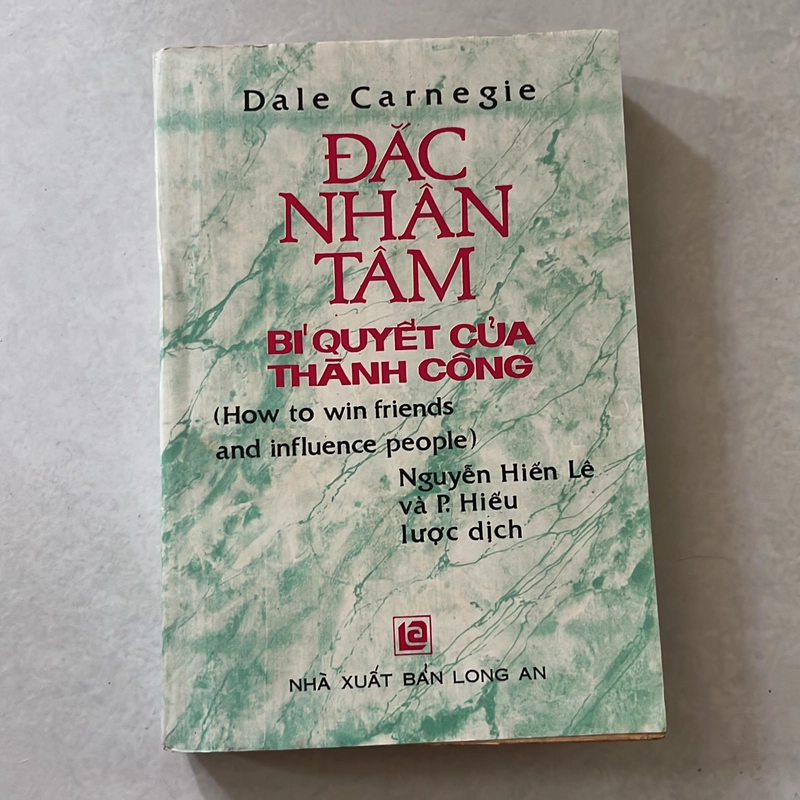 Dale Carnegie
ĐẮC
NHÂN
TÂM
BÍ QUYẾT CỦA
THÀNH CÔNG
(How to win friends
and influence people)
Nguyễn Hiến Lê
và P. Hiếu
lược dịch
NHÀ XUẤT BẢN LONG AN